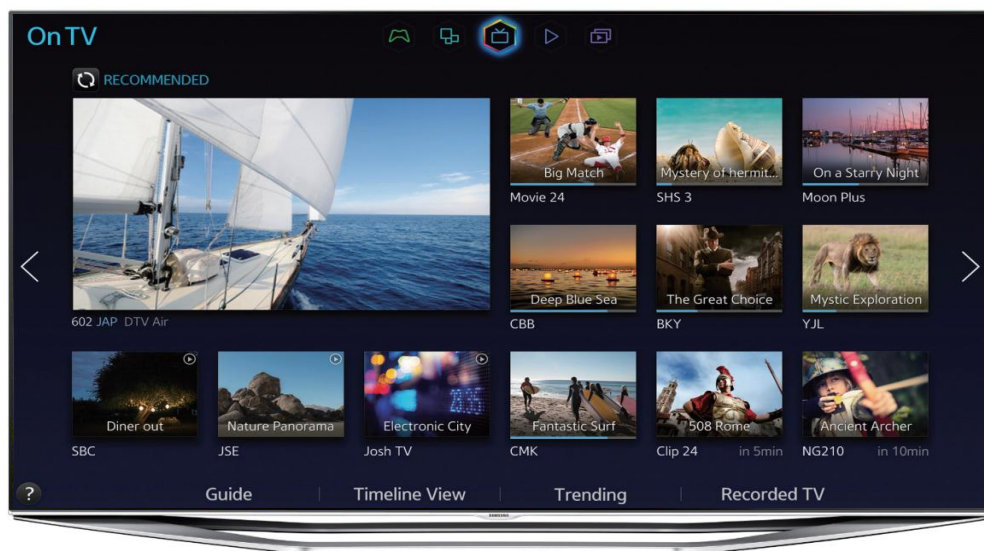 On TV
RECOMMENDED
Big Match
Movie 24
Mystery of hermit...
SHS 3
On a Starry Night
Moon Plus
602 JAP DTV Air
Deep Blue Sea
CBB
The Great Choice
BKY
Mystic Exploration
YJL
Diner out
SBC
Nature Panorama
JSE
Electronic City
Josh TV
Fantastic Surf
CMK
508 Rome
Clip 24 in 5min
Ancient Archer
NG210 in 10min
?
Guide
Timeline View
Trending
Recorded TV
SAMSUNG